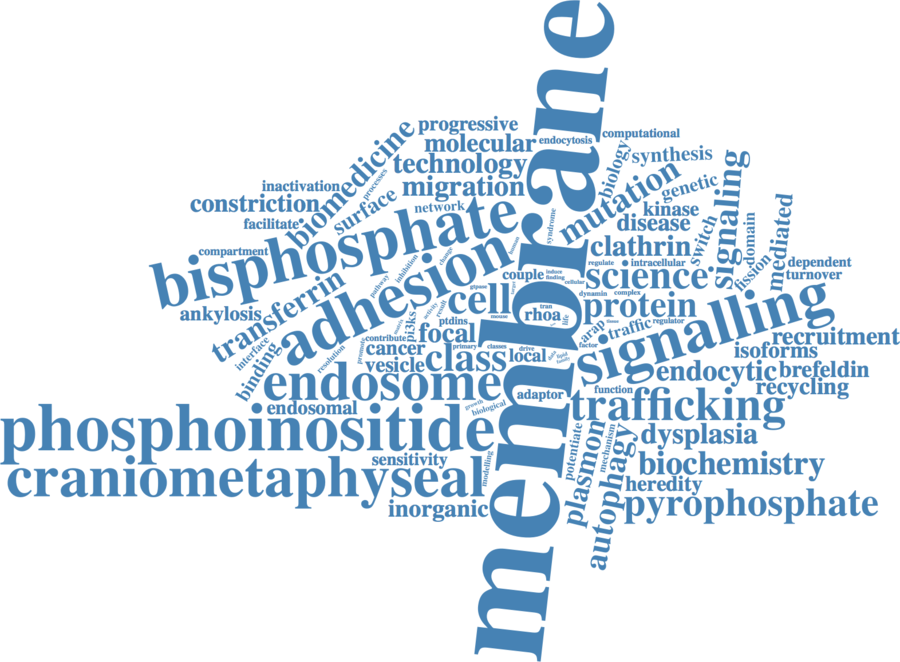 membrane
progressive
molecular
endocytosis
computational
technology
biomedicine
processes
biology
synthesis
inactivation
migration
mutation
genetic
signaling
constriction
surface
network
syndrome
kinase
disease
mediated
facilitate
bisphosphate
switch
domain
clathrin
compartment
adhesion
regulate
intracellular
fission
dependent
turnover
inhibition
change
pathway
couple
induce
finding
cellular
science
transferrin
cell
gtpase
target
dynamin
complex
protein
signalling
ankylosis
activity
result
mouse
rhoa
tran
life
arap
traffic
regulator
recruitment
pi3ks
ptdins
focal
interface
binding
resolution
promote
contribute
cancer
primary
classes
drive
factor
isoforms
vesicle
class
local
endocytic
brefeldin
recycling
endosome
adaptor
function
trafficking
endosomal
growth
biological
phosphoinositide
potentiate
mechanism
dysplasia
plasmon
autophagy
sensitivity
modelling
biochemistry
craniometaphyseal
heredity
inorganic
pyrophosphate